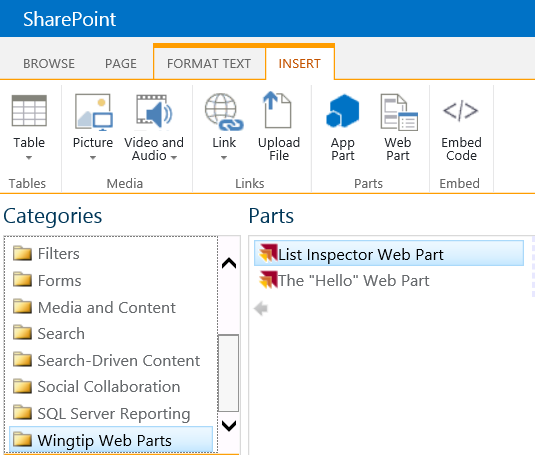 SharePoint
BROWSE PAGE FORMAT TEXT INSERT
Table Picture Video and Audio Link Upload File App Part Web Part Embed Code
Tables Media Links Parts Embed
Categories
Filters
Forms
Media and Content
Search
Search-Driven Content
Social Collaboration
SQL Server Reporting
Wingtip Web Parts
Parts
List Inspector Web Part
The "Hello" Web Part